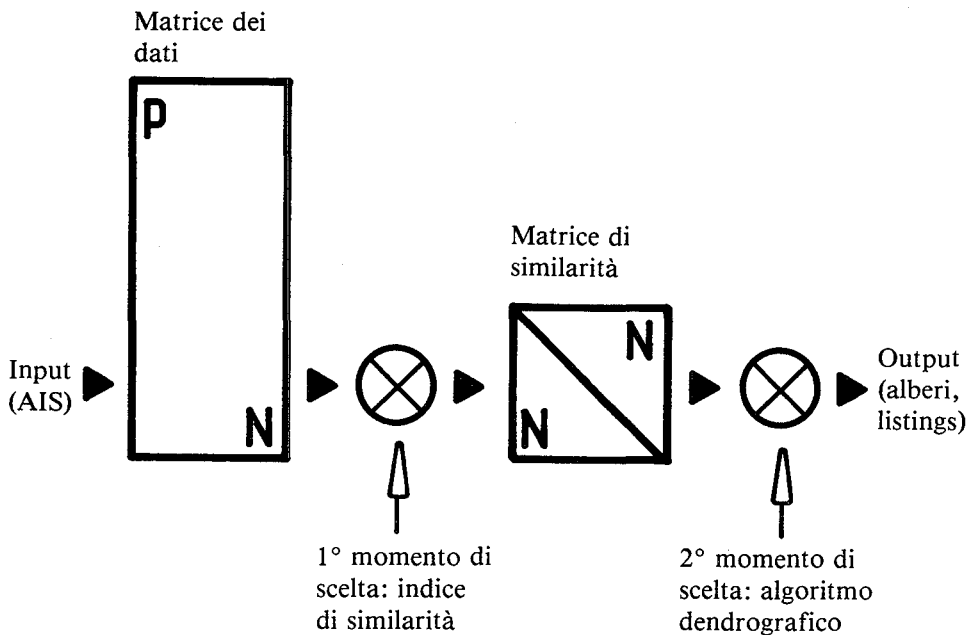 Matrice dei
dati
P
N
Input
(AIS)
Matrice di
similarità
N
N
Output
(alberi,
listings)
1° momento di
scelta: indice
di similarità
2° momento di
scelta: algoritmo
dendrografico